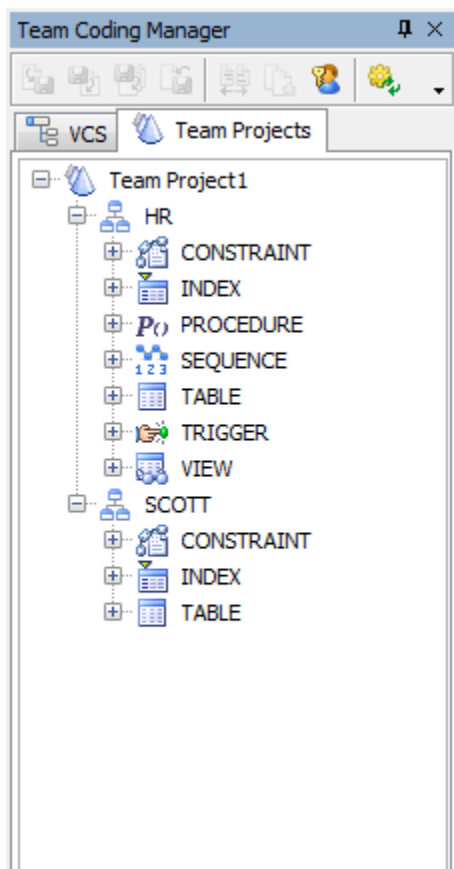 Team Coding Manager
VCS Team Projects
Team Project1
HR
CONSTRAINT
INDEX
P() PROCEDURE
123 SEQUENCE
TABLE
TRIGGER
VIEW
SCOTT
CONSTRAINT
INDEX
TABLE